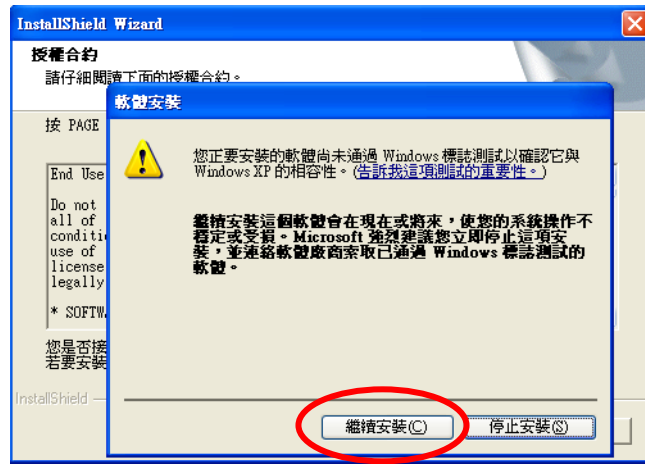 InstallShield Wizard
授權合約
請仔細閱讀下面的授權合約。
軟體安裝
按 PAGE
您正要安裝的軟體尚未通過 Windows 標誌測試以確認它與
Windows XP 的相容性。(告訴我這項測試的重要性。)
End Use
Do not
all of
conditi
use of
license
legally
* SOFTW
繼續安裝這個軟體會在現在或將來，使您的系統操作不
穩定或受損。Microsoft 強烈建議您立即停止這項安
裝，並連絡軟體廠商索取已通過 Windows 標誌測試的
軟體。
您是否接
若要安裝
InstallShield
繼續安裝(C)
停止安裝(S)